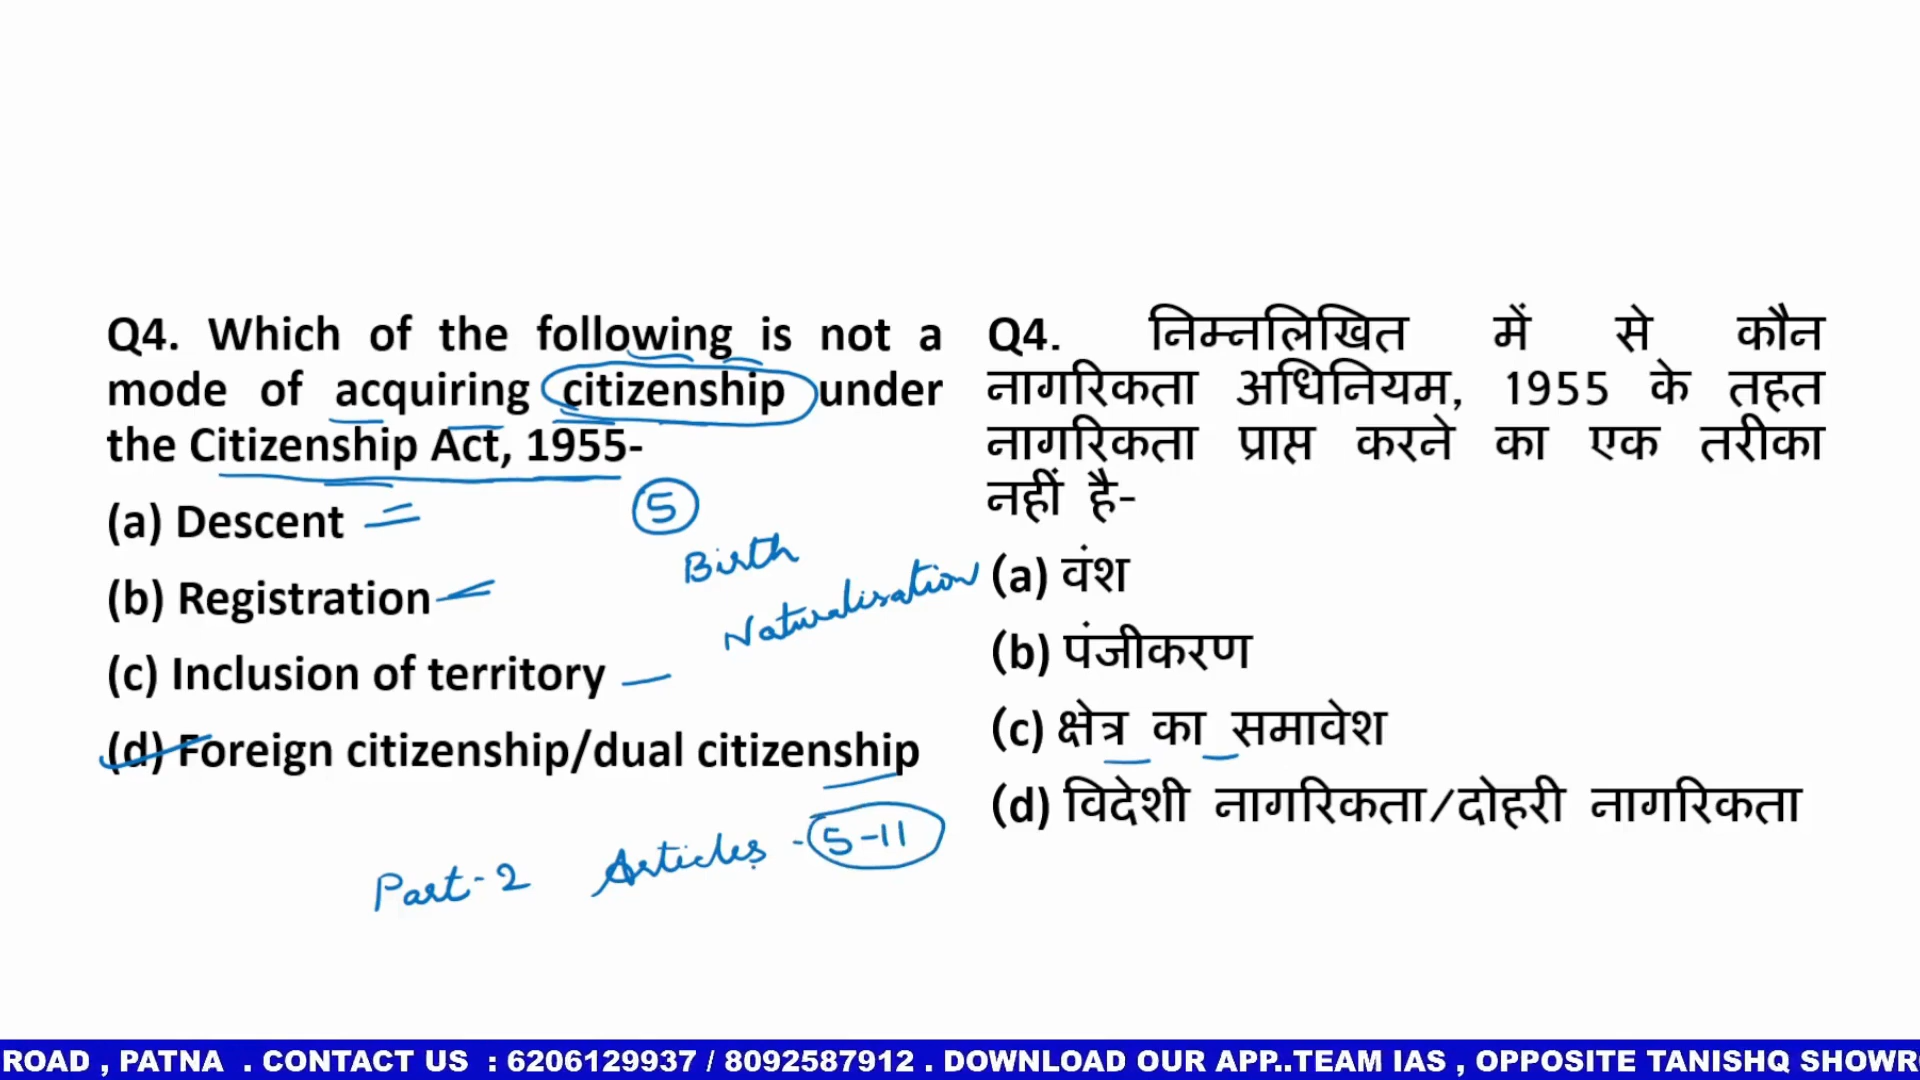 Q4. Which of the following is not a
mode of acquiring citizenship under
the Citizenship Act, 1955-
(a) Descent
(b) Registration
(c) Inclusion of territory
(d) Foreign citizenship/dual citizenship
5
Birth
Naturalisation
Part-2 Articles - 5-11
Q4. निम्नलिखित में से कौन
नागरिकता अधिनियम, 1955 के तहत
नागरिकता प्राप्त करने का एक तरीका
नहीं है-
(a) वंश
(b) पंजीकरण
(c) क्षेत्र का समावेश
(d) विदेशी नागरिकता/दोहरी नागरिकता
ROAD , PATNA . CONTACT US : 6206129937 / 8092587912 . DOWNLOAD OUR APP..TEAM IAS , OPPOSITE TANISHQ SHOWR